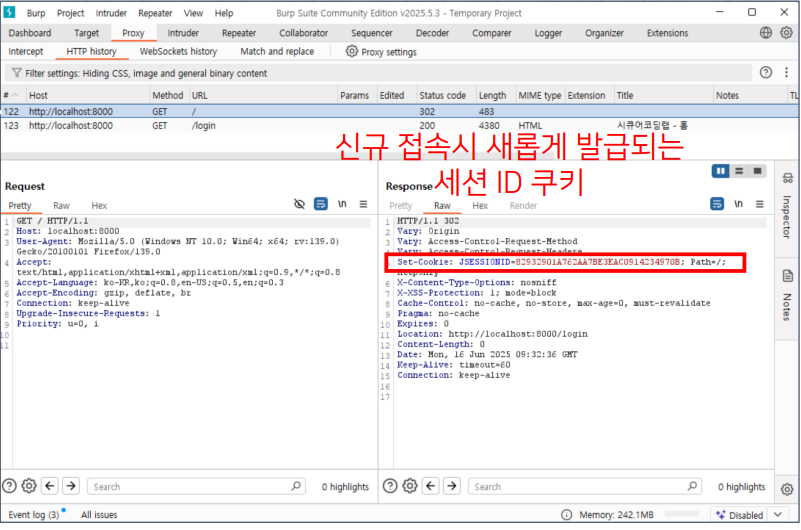 Burp Project Intruder Repeater View Help Burp Suite Community Edition v2025.5.3 - Temporary Project
Dashboard Target Proxy Intruder Repeater Collaborator Sequencer Decoder Comparer Logger Organizer Extensions
Intercept HTTP history WebSockets history Match and replace Proxy settings
Filter settings: Hiding CSS, image and general binary content
# Host Method URL Params Edited Status code Length MIME type Extension Title Notes TL
122 http://localhost:8000 GET / 302 483
123 http://localhost:8000 GET /login 200 4380 HTML 시큐어코딩랩 - 홈
신규 접속시 새롭게 발급되는
세션 ID 쿠키
Request
Pretty Raw Hex \n
1 GET / HTTP/1.1
2 Host: localhost:8000
3 User-Agent: Mozilla/5.0 (Windows NT 10.0; Win64; x64; rv:139.0)
Gecko/20100101 Firefox/139.0
4 Accept:
text/html,application/xhtml+xml,application/xml;q=0.9,*/*;q=0.8
5 Accept-Language: ko-KR,ko;q=0.8,en-US;q=0.5,en;q=0.3
6 Accept-Encoding: gzip, deflate, br
7 Connection: keep-alive
8 Upgrade-Insecure-Requests: 1
9 Priority: u=0, i
10
11
Response
Pretty Raw Hex Render \n
1 HTTP/1.1 302
2 Vary: Origin
3 Vary: Access-Control-Request-Method
Vary: Access-Control-Request-Headers
Set-Cookie: JSESSIONID=82932901A762AA7BE3EAC0914234970B; Path=/;
HttpOnly
6 X-Content-Type-Options: nosniff
7 X-XSS-Protection: 1; mode=block
8 Cache-Control: no-cache, no-store, max-age=0, must-revalidate
9 Pragma: no-cache
10 Expires: 0
11 Location: http://localhost:8000/login
12 Content-Length: 0
13 Date: Mon, 16 Jun 2025 09:32:36 GMT
14 Keep-Alive: timeout=60
15 Connection: keep-alive
16
17
Inspector
Notes
Search 0 highlights
Search 0 highlights
Event log (3) All issues Memory: 242.1MB Disabled